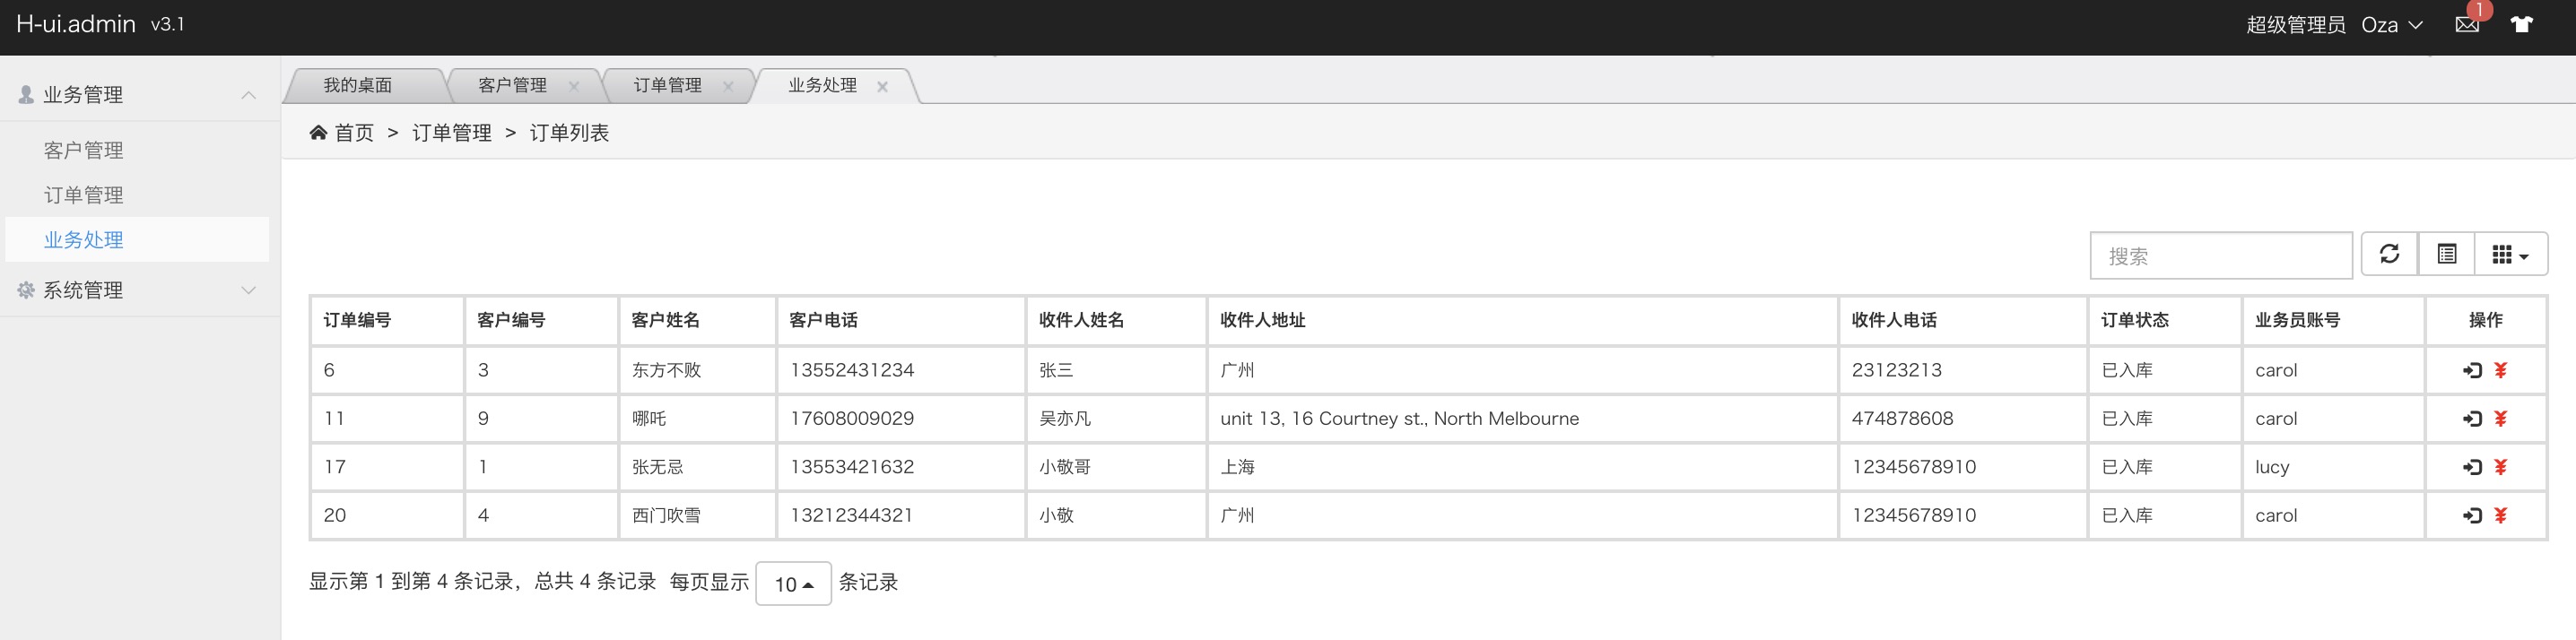 H-ui.admin v3.1 超级管理员 Oza 1
业务管理
客户管理
订单管理
业务处理
系统管理
我的桌面 客户管理 订单管理 业务处理
首页 > 订单管理 > 订单列表
搜索
订单编号 客户编号 客户姓名 客户电话 收件人姓名 收件人地址 收件人电话 订单状态 业务员账号 操作
6 3 东方不败 13552431234 张三 广州 23123213 已入库 carol
11 9 哪吒 17608009029 吴亦凡 unit 13, 16 Courtney st., North Melbourne 474878608 已入库 carol
17 1 张无忌 13553421632 小敬哥 上海 12345678910 已入库 lucy
20 4 西门吹雪 13212344321 小敬 广州 12345678910 已入库 carol
显示第 1 到第 4 条记录，总共 4 条记录 每页显示 10 条记录